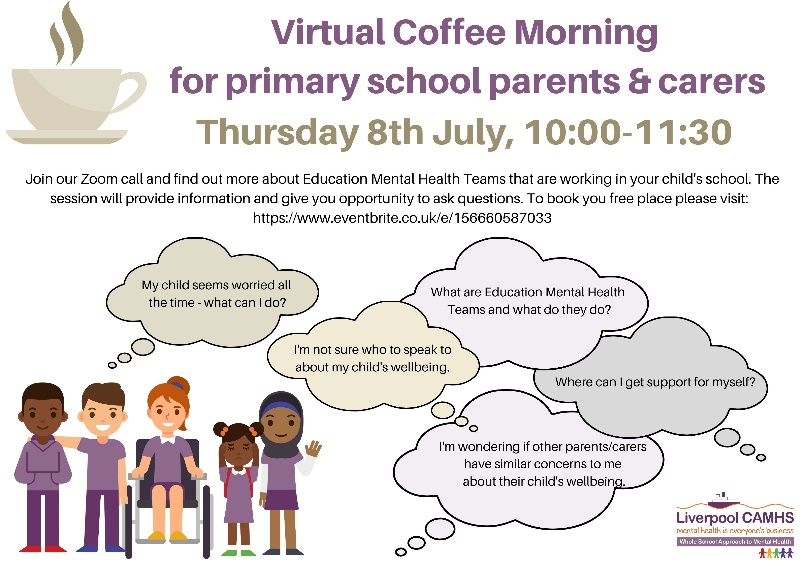 Virtual Coffee Morning
for primary school parents & carers
Thursday 8th July, 10:00-11:30
Join our Zoom call and find out more about Education Mental Health Teams that are working in your child's school. The
session will provide information and give you opportunity to ask questions. To book you free place please visit:
https://www.eventbrite.co.uk/e/156660587033
My child seems worried all
the time - what can I do?
What are Education Mental Health
Teams and what do they do?
I'm not sure who to speak to
about my child's wellbeing.
Where can I get support for myself?
I'm wondering if other parents/carers
have similar concerns to me
about their child's wellbeing.
Liverpool CAMHS
mental health is everyone's business
Whole School Approach to Mental Health